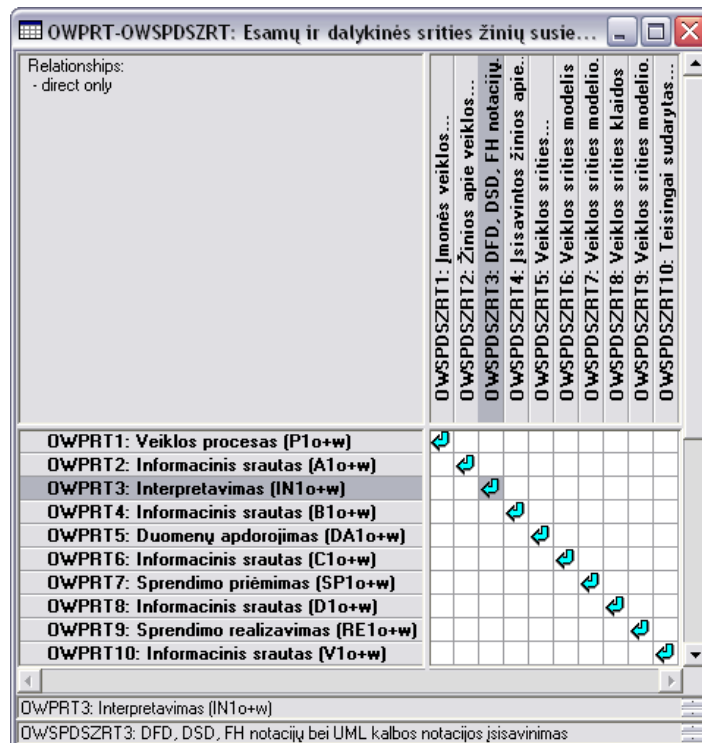 OWPRT-OWSPDSZRT: Esamų ir dalykinės srities žinių susie...
Relationships:
- direct only
OWSPDSZRT1: Įmonės veiklos...
OWSPDSZRT2: Žinios apie veiklos...
OWSPDSZRT3: DFD, DSD, FH notacijų.
OWSPDSZRT4: Įsisavintos žinios apie..
OWSPDSZRT5: Veiklos srities...
OWSPDSZRT6: Veiklos srities modelis
OWSPDSZRT7: Veiklos srities modelio.
OWSPDSZRT8: Veiklos srities klaidos
OWSPDSZRT9: Veiklos srities modelio.
OWSPDSZRT10: Teisingai sudarytas...
OWPRT1: Veiklos procesas (P1o+w)
OWPRT2: Informacinis srautas (A1o+w)
OWPRT3: Interpretavimas (IN1o+w)
OWPRT4: Informacinis srautas (B1o+w)
OWPRT5: Duomenų apdorojimas (DA1o+w)
OWPRT6: Informacinis srautas (C1o+w)
OWPRT7: Sprendimo priėmimas (SP1o+w)
OWPRT8: Informacinis srautas (D1o+w)
OWPRT9: Sprendimo realizavimas (RE1o+w)
OWPRT10: Informacinis srautas (V1o+w)
OWPRT3: Interpretavimas (IN1o+w)
OWSPDSZRT3: DFD, DSD, FH notacijų bei UML kalbos notacijos įsisavinimas